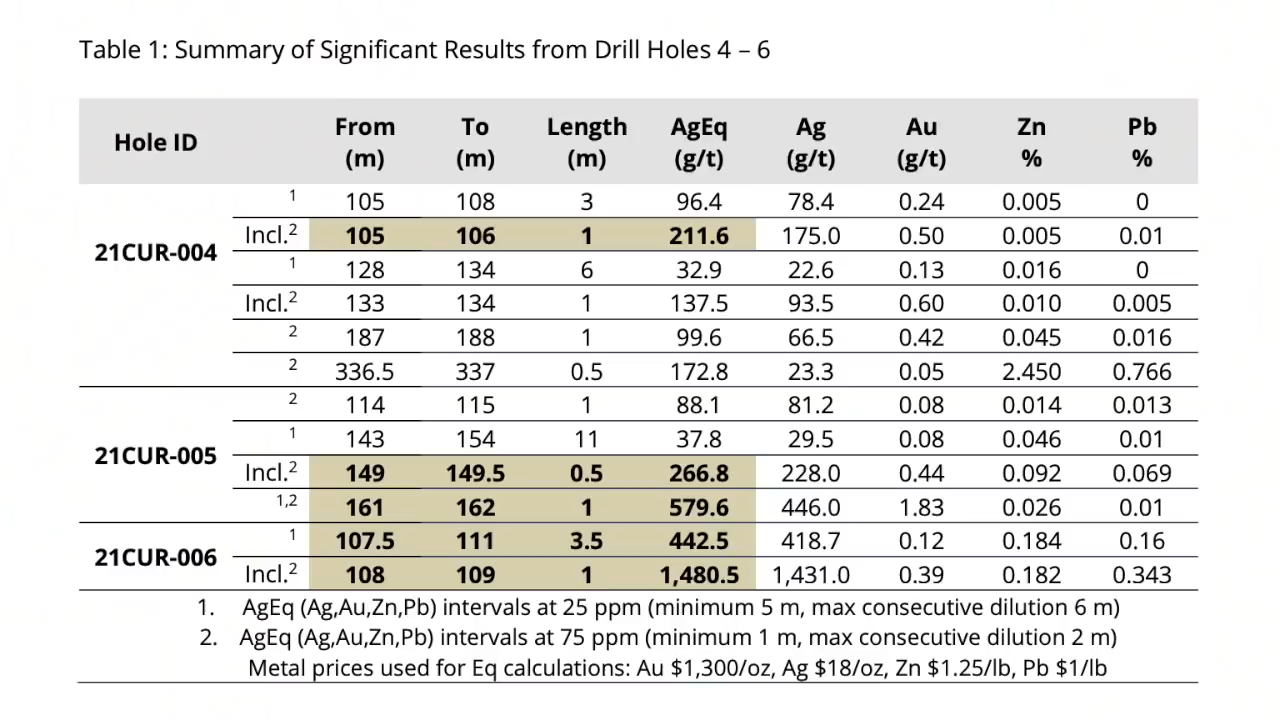 Table 1: Summary of Significant Results from Drill Holes 4 – 6
Hole ID From (m) To (m) Length (m) AgEq (g/t) Ag (g/t) Au (g/t) Zn % Pb %
21CUR-004
1 105 108 3 96.4 78.4 0.24 0.005 0
Incl.2 105 106 1 211.6 175.0 0.50 0.005 0.01
1 128 134 6 32.9 22.6 0.13 0.016 0
Incl.2 133 134 1 137.5 93.5 0.60 0.010 0.005
2 187 188 1 99.6 66.5 0.42 0.045 0.016
2 336.5 337 0.5 172.8 23.3 0.05 2.450 0.766
21CUR-005
2 114 115 1 88.1 81.2 0.08 0.014 0.013
1 143 154 11 37.8 29.5 0.08 0.046 0.01
Incl.2 149 149.5 0.5 266.8 228.0 0.44 0.092 0.069
1,2 161 162 1 579.6 446.0 1.83 0.026 0.01
21CUR-006
1 107.5 111 3.5 442.5 418.7 0.12 0.184 0.16
Incl.2 108 109 1 1,480.5 1,431.0 0.39 0.182 0.343
1. AgEq (Ag,Au,Zn,Pb) intervals at 25 ppm (minimum 5 m, max consecutive dilution 6 m)
2. AgEq (Ag,Au,Zn,Pb) intervals at 75 ppm (minimum 1 m, max consecutive dilution 2 m)
Metal prices used for Eq calculations: Au $1,300/oz, Ag $18/oz, Zn $1.25/lb, Pb $1/lb